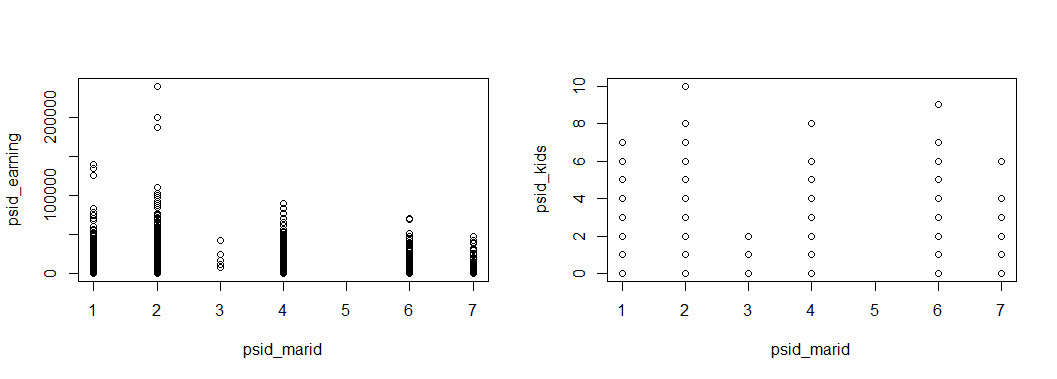 psid_earning
200000
100000
0
1 2 3 4 5 6 7
psid_marid
psid_kids
10
8
6
4
2
0
1 2 3 4 5 6 7
psid_marid